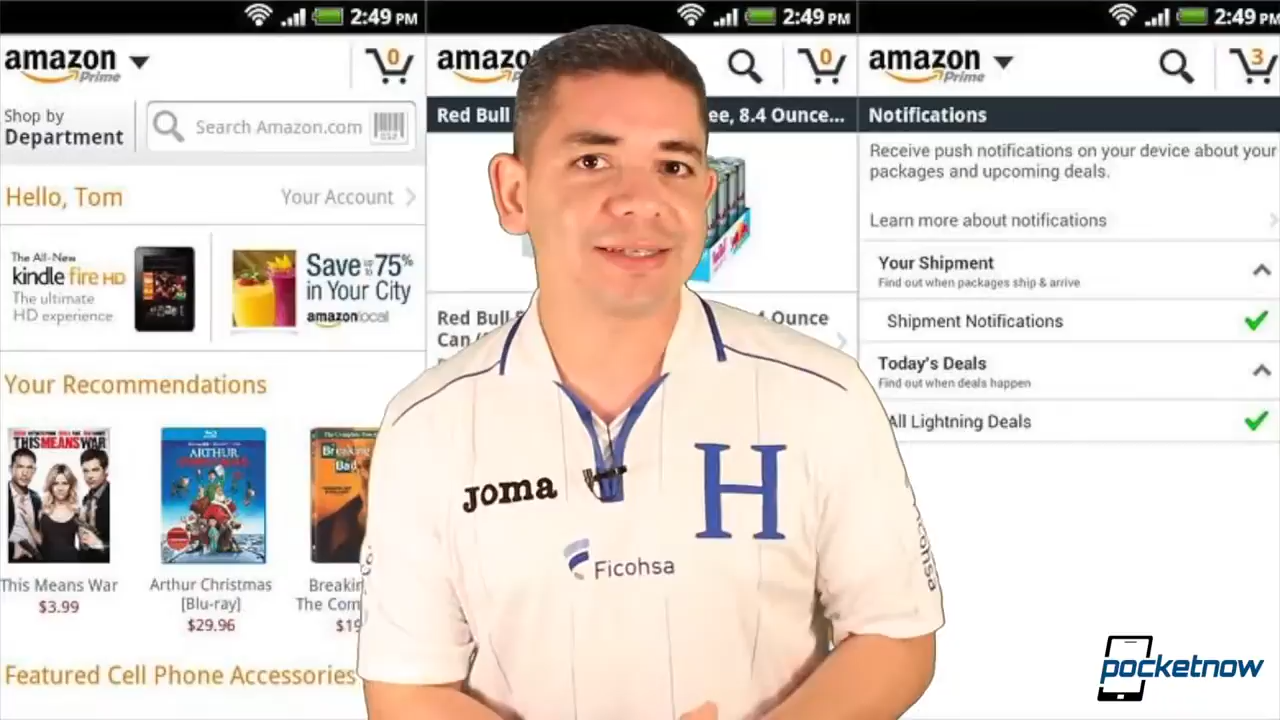 2:49 PM
amazon
Prime
0
Shop by
Department
Search Amazon.com
Hello, Tom
Your Account
The All-New
kindle fire HD
The ultimate
HD experience
Save up to 75%
in Your City
amazonlocal
Your Recommendations
THIS MEANS WAR
ARTHUR
CHRISTMAS
Breaking
Bad
This Means War
$3.99
Arthur Christmas
[Blu-ray]
$29.96
The Com
Featured Cell Phone Accessories
2:49 PM
0
Red Bull
8.4 Ounce...
Red Bull
Ounce
2:49 PM
amazon
Prime
3
Notifications
Receive push notifications on your device about your
packages and upcoming deals.
Learn more about notifications
Your Shipment
Find out when packages ship & arrive
Shipment Notifications
Today's Deals
Find out when deals happen
All Lightning Deals
Joma
H
Ficohsa
pocketnow